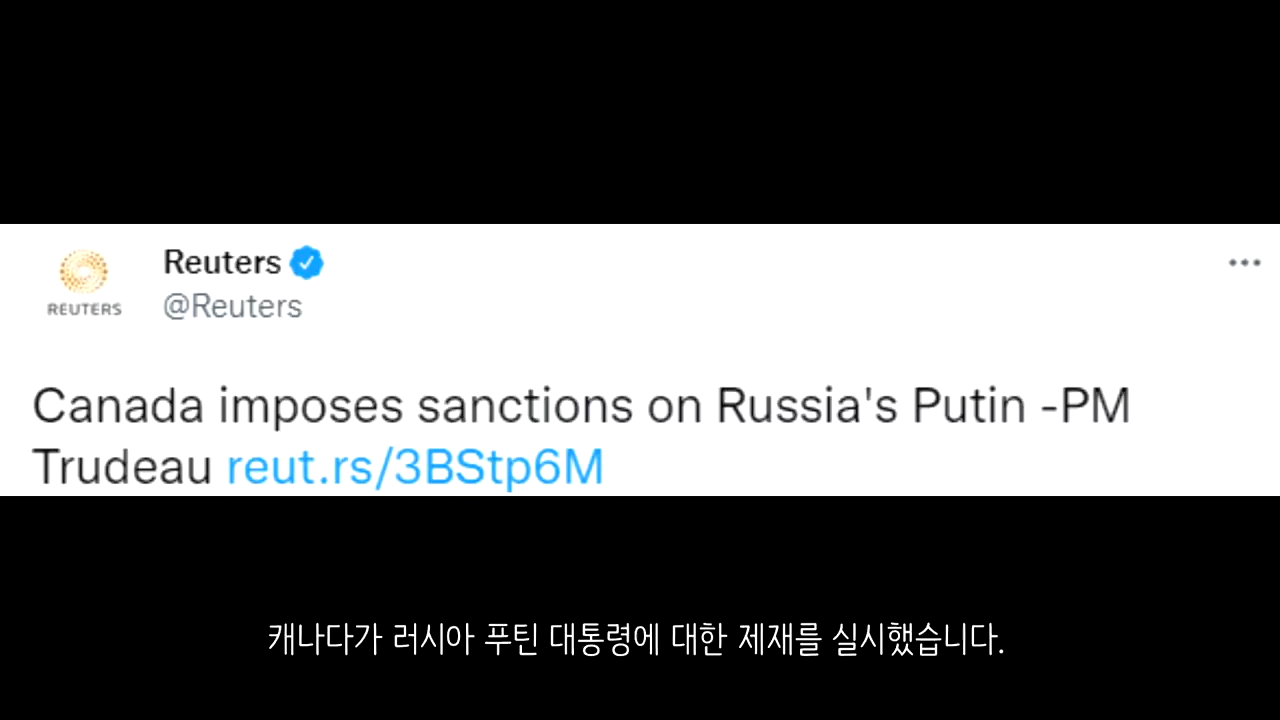 Reuters
REUTERS
@Reuters
Canada imposes sanctions on Russia's Putin -PM
Trudeau reut.rs/3BStp6M
캐나다가 러시아 푸틴 대통령에 대한 제재를 실시했습니다.